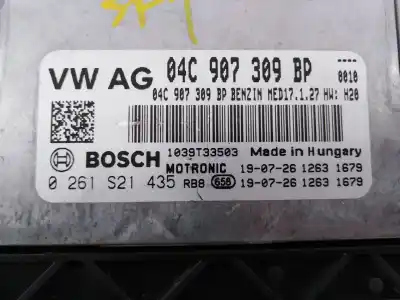 VW AG 04C 907 309 BP
0010
04C 907 309 BP BENZIN MED17.1.27 HW: H20
BOSCH 1039T33503 Made in Hungary
MOTRONIC 19-07-26 1263 1679
0 261 S21 435 RB8 658 19-07-26 1263 1679